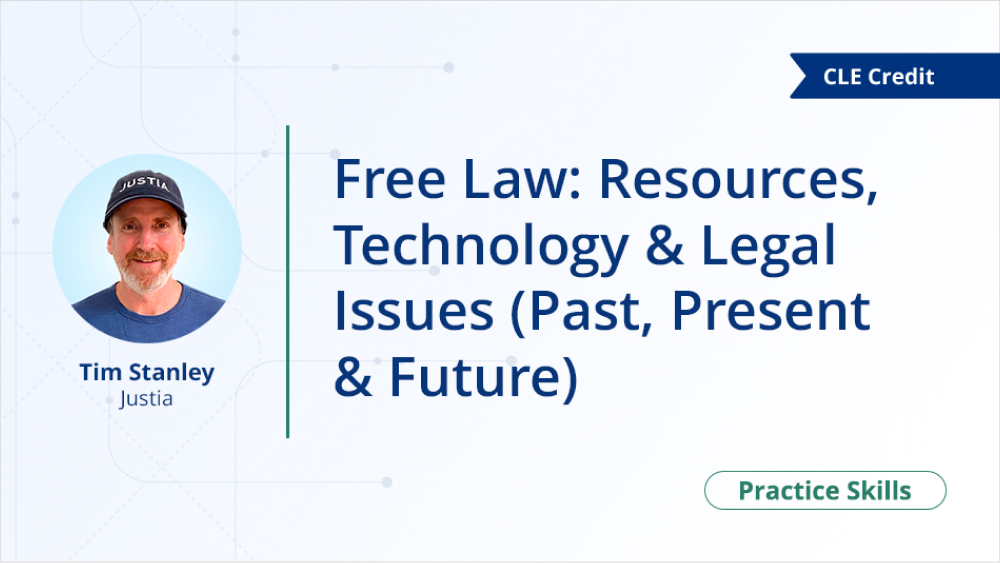 CLE Credit
JUSTIA
Free Law: Resources,
Technology & Legal
Issues (Past, Present
& Future)
Tim Stanley
Justia
Practice Skills